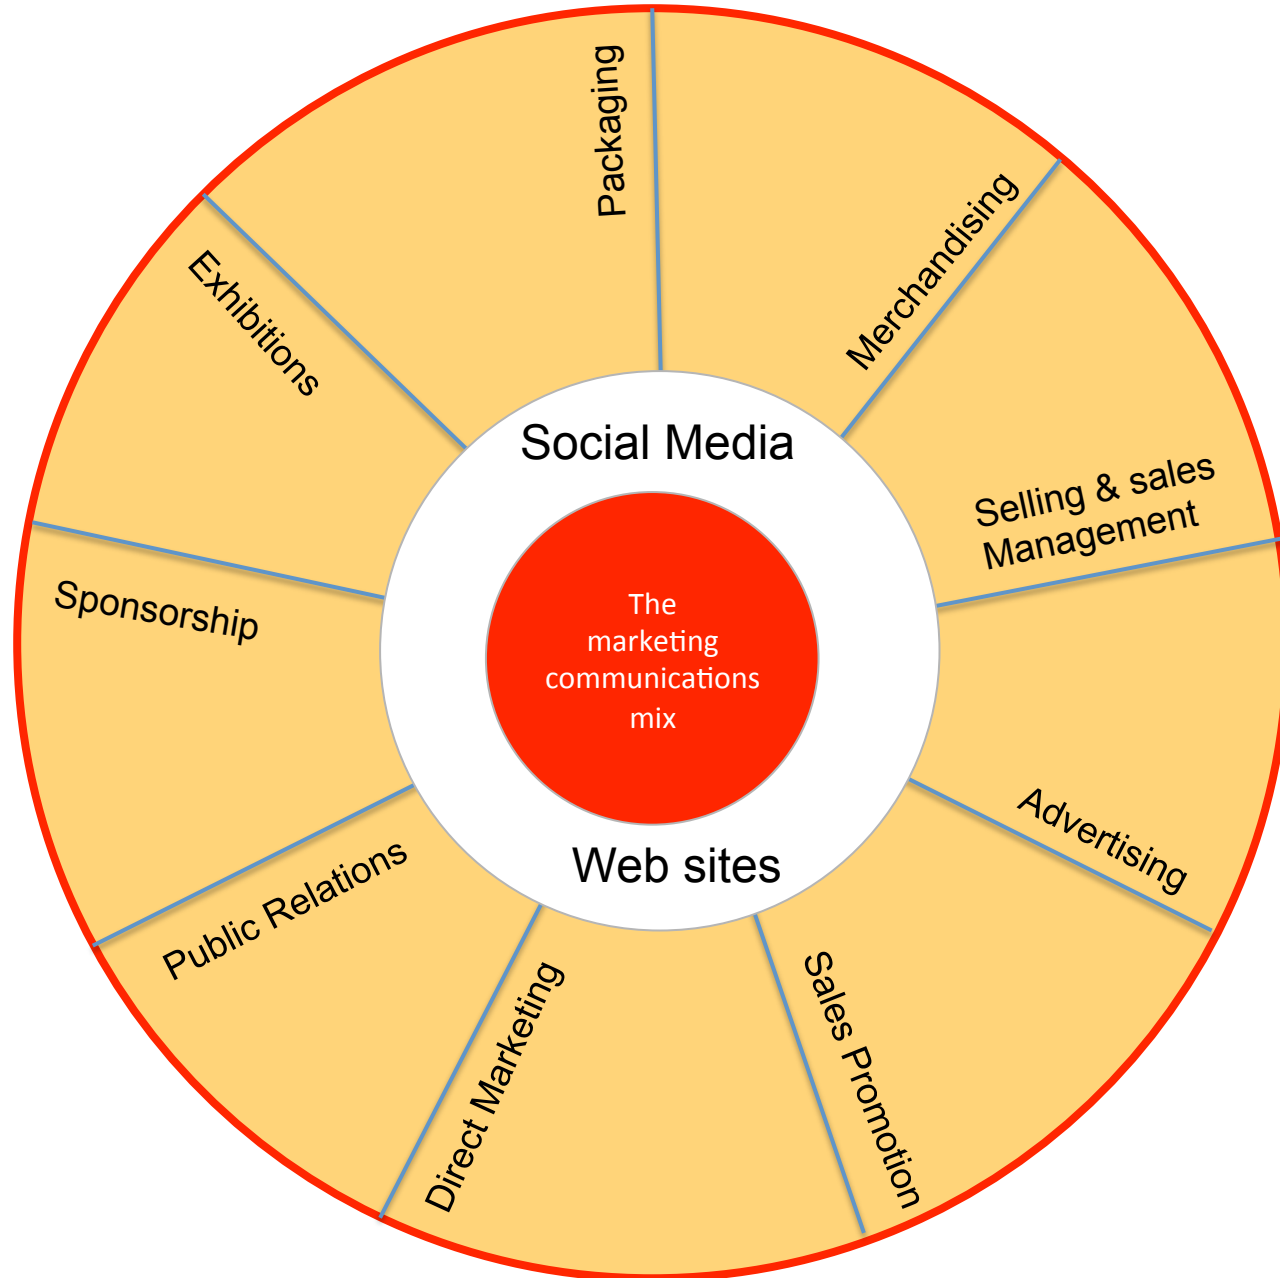 Packaging
Merchandising
Exhibitions
Social Media
Selling & sales
Management
Sponsorship
The
marketing
communications
mix
Advertising
Web sites
Public Relations
Direct Marketing
Sales Promotion